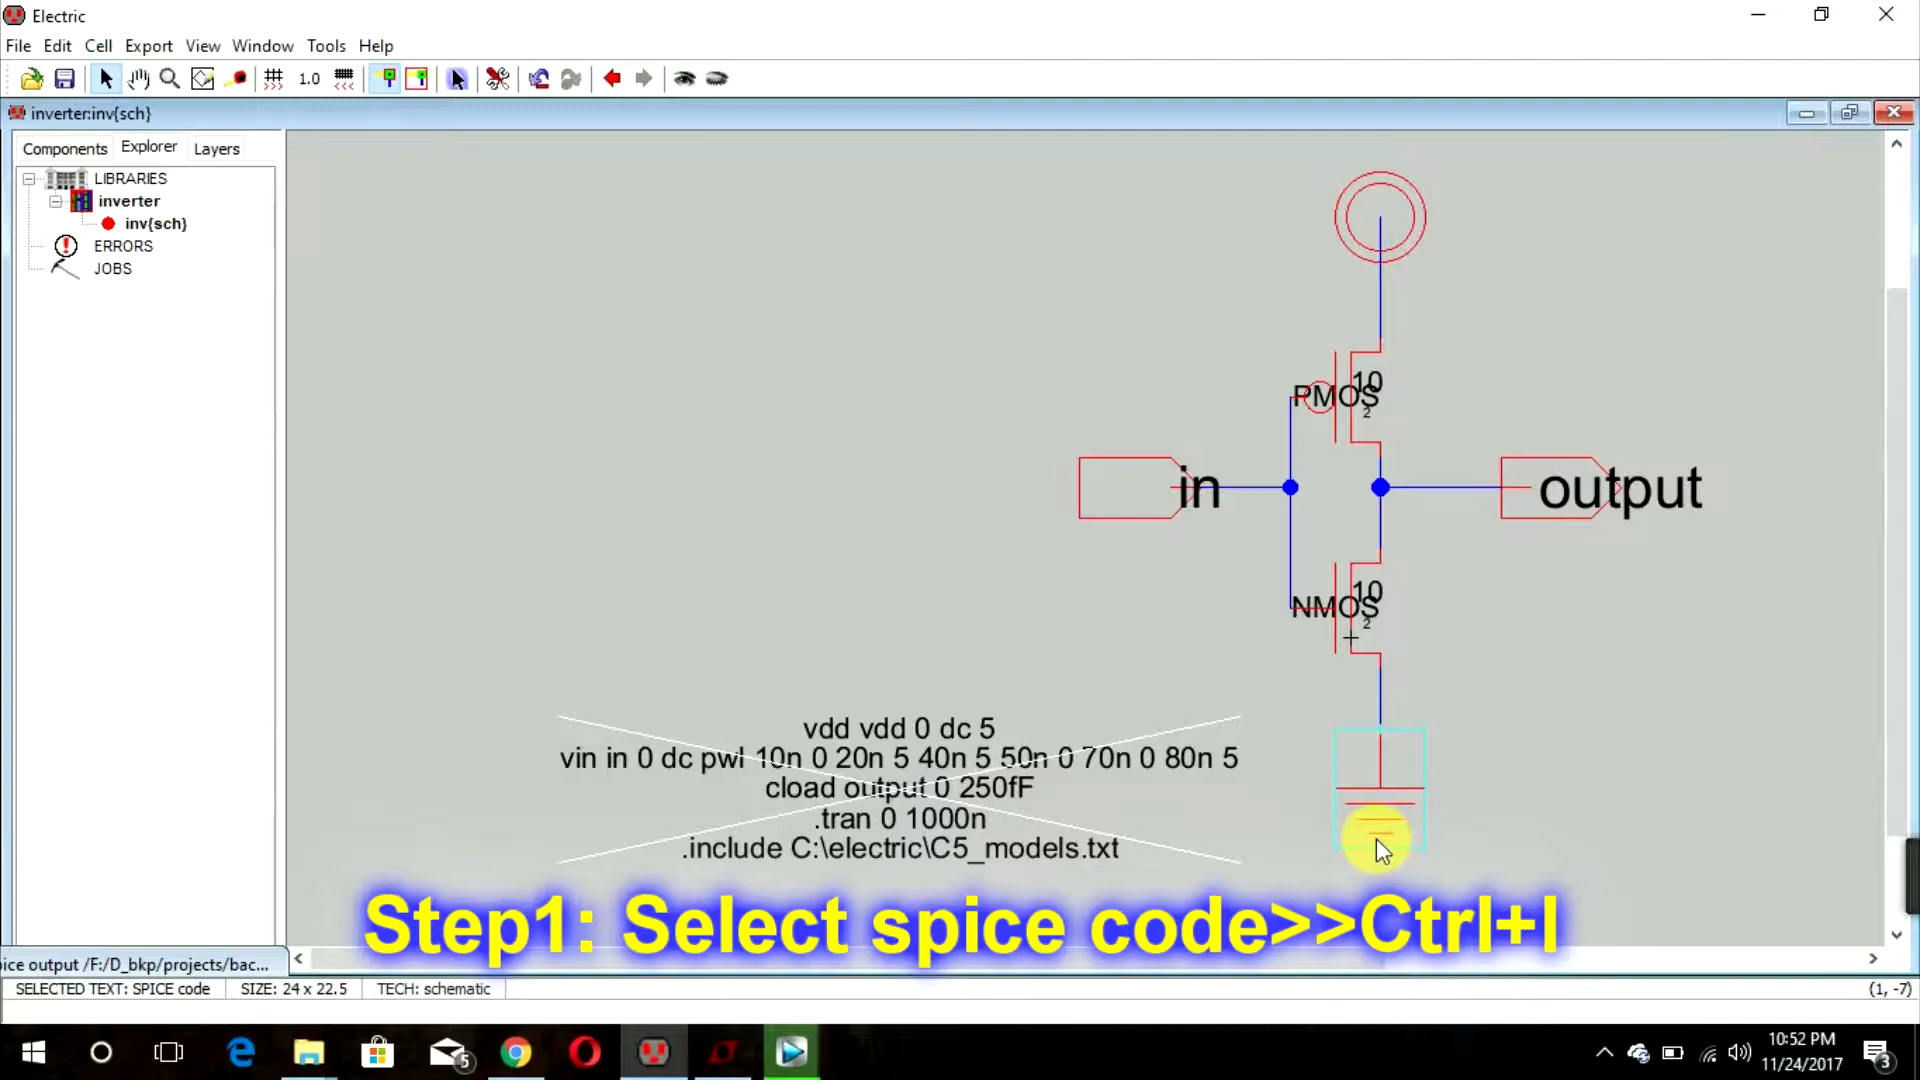 Electric
File Edit Cell Export View Window Tools Help
1.0
inverter:inv{sch}
Components Explorer Layers
LIBRARIES
inverter
inv{sch}
ERRORS
JOBS
10
PMOS
2
in
output
10
NMOS
2
vdd vdd 0 dc 5
vin in 0 dc pwl 10n 0 20n 5 40n 5 50n 0 70n 0 80n 5
cload output 0 250fF
.tran 0 1000n
.include C:\electric\C5_models.txt
Step1: Select spice code>>Ctrl+I
ice output /F:/D_bkp/projects/bac...
SELECTED TEXT: SPICE code SIZE: 24 x 22.5 TECH: schematic (1, -7)
5
10:52 PM
11/24/2017
3